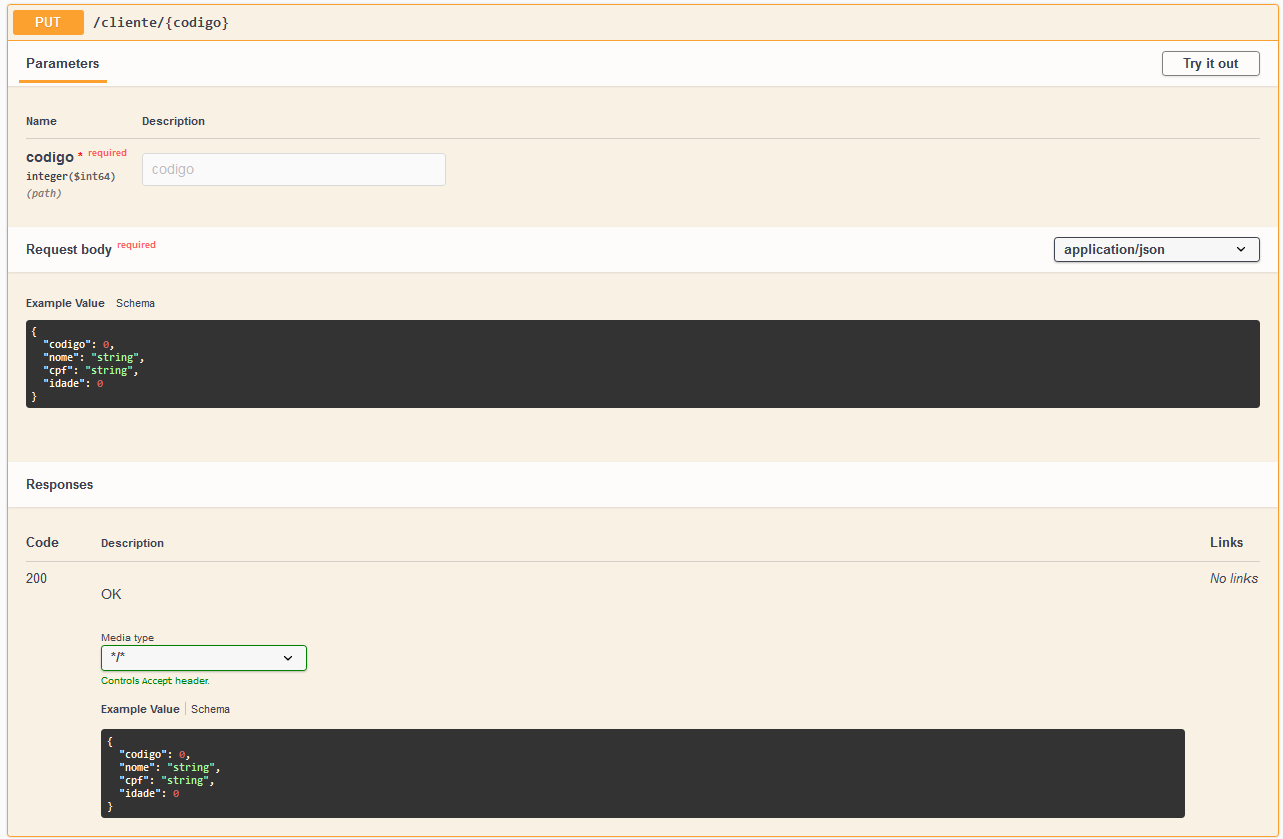 PUT /cliente/{codigo}
Parameters Try it out
Name Description
codigo * required codigo
integer($int64)
(path)
Request body required application/json
Example Value Schema
{
  "codigo": 0,
  "nome": "string",
  "cpf": "string",
  "idade": 0
}
Responses
Code Description Links
200 No links
OK
Media type
*/*
Controls Accept header.
Example Value Schema
{
  "codigo": 0,
  "nome": "string",
  "cpf": "string",
  "idade": 0
}